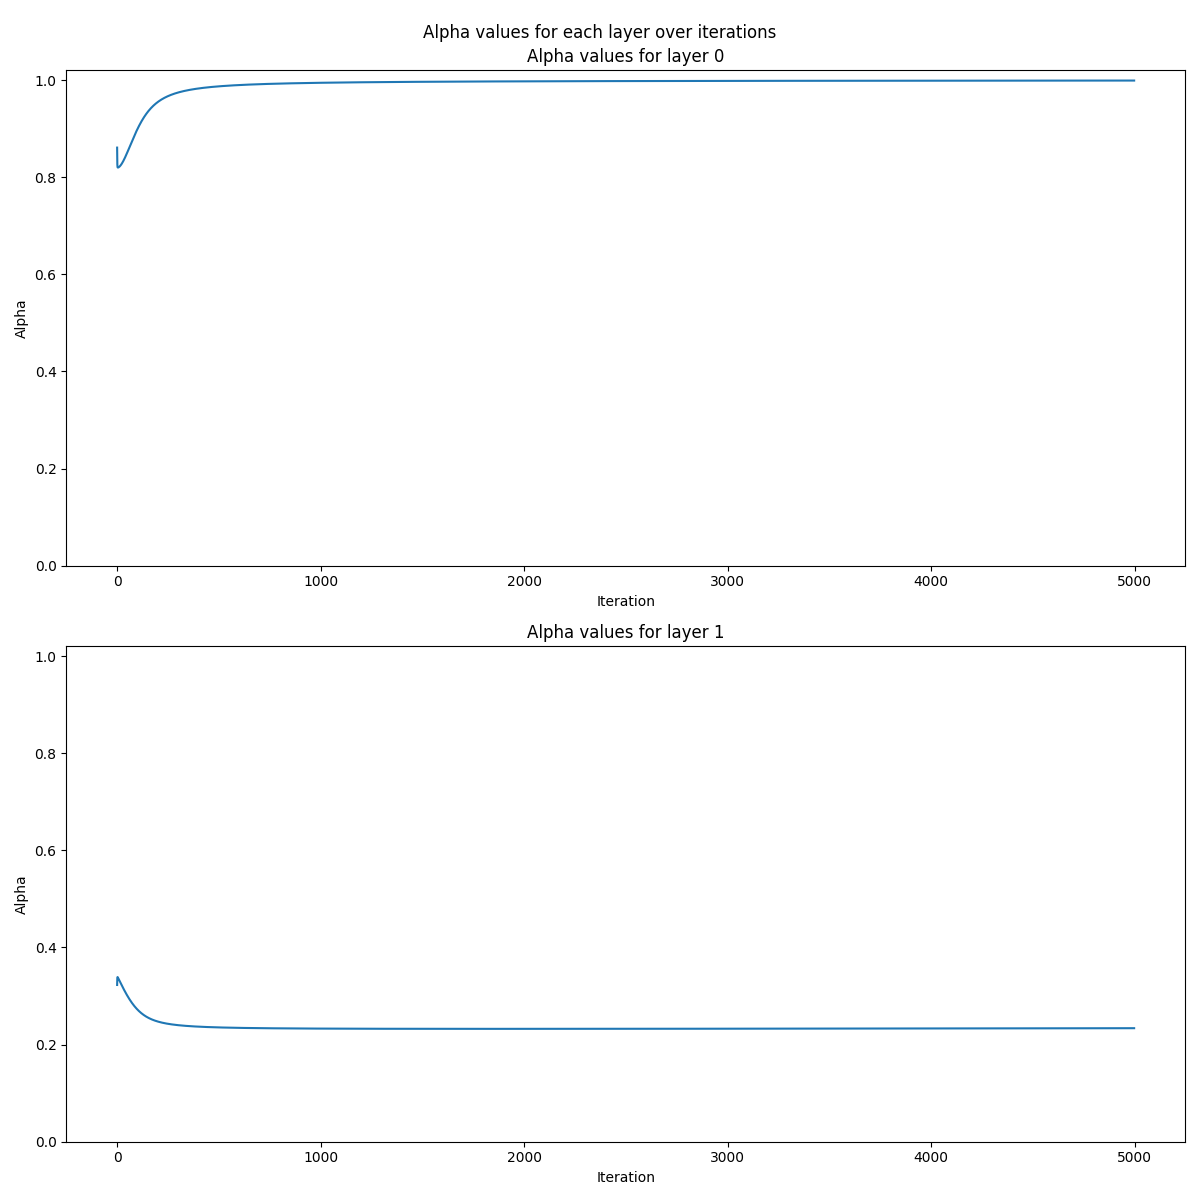 Alpha values for each layer over iterations
Alpha values for layer 0
1.0
0.8
0.6
0.4
0.2
0.0
Alpha
0 1000 2000 3000 4000 5000
Iteration
Alpha values for layer 1
1.0
0.8
0.6
0.4
0.2
0.0
Alpha
0 1000 2000 3000 4000 5000
Iteration